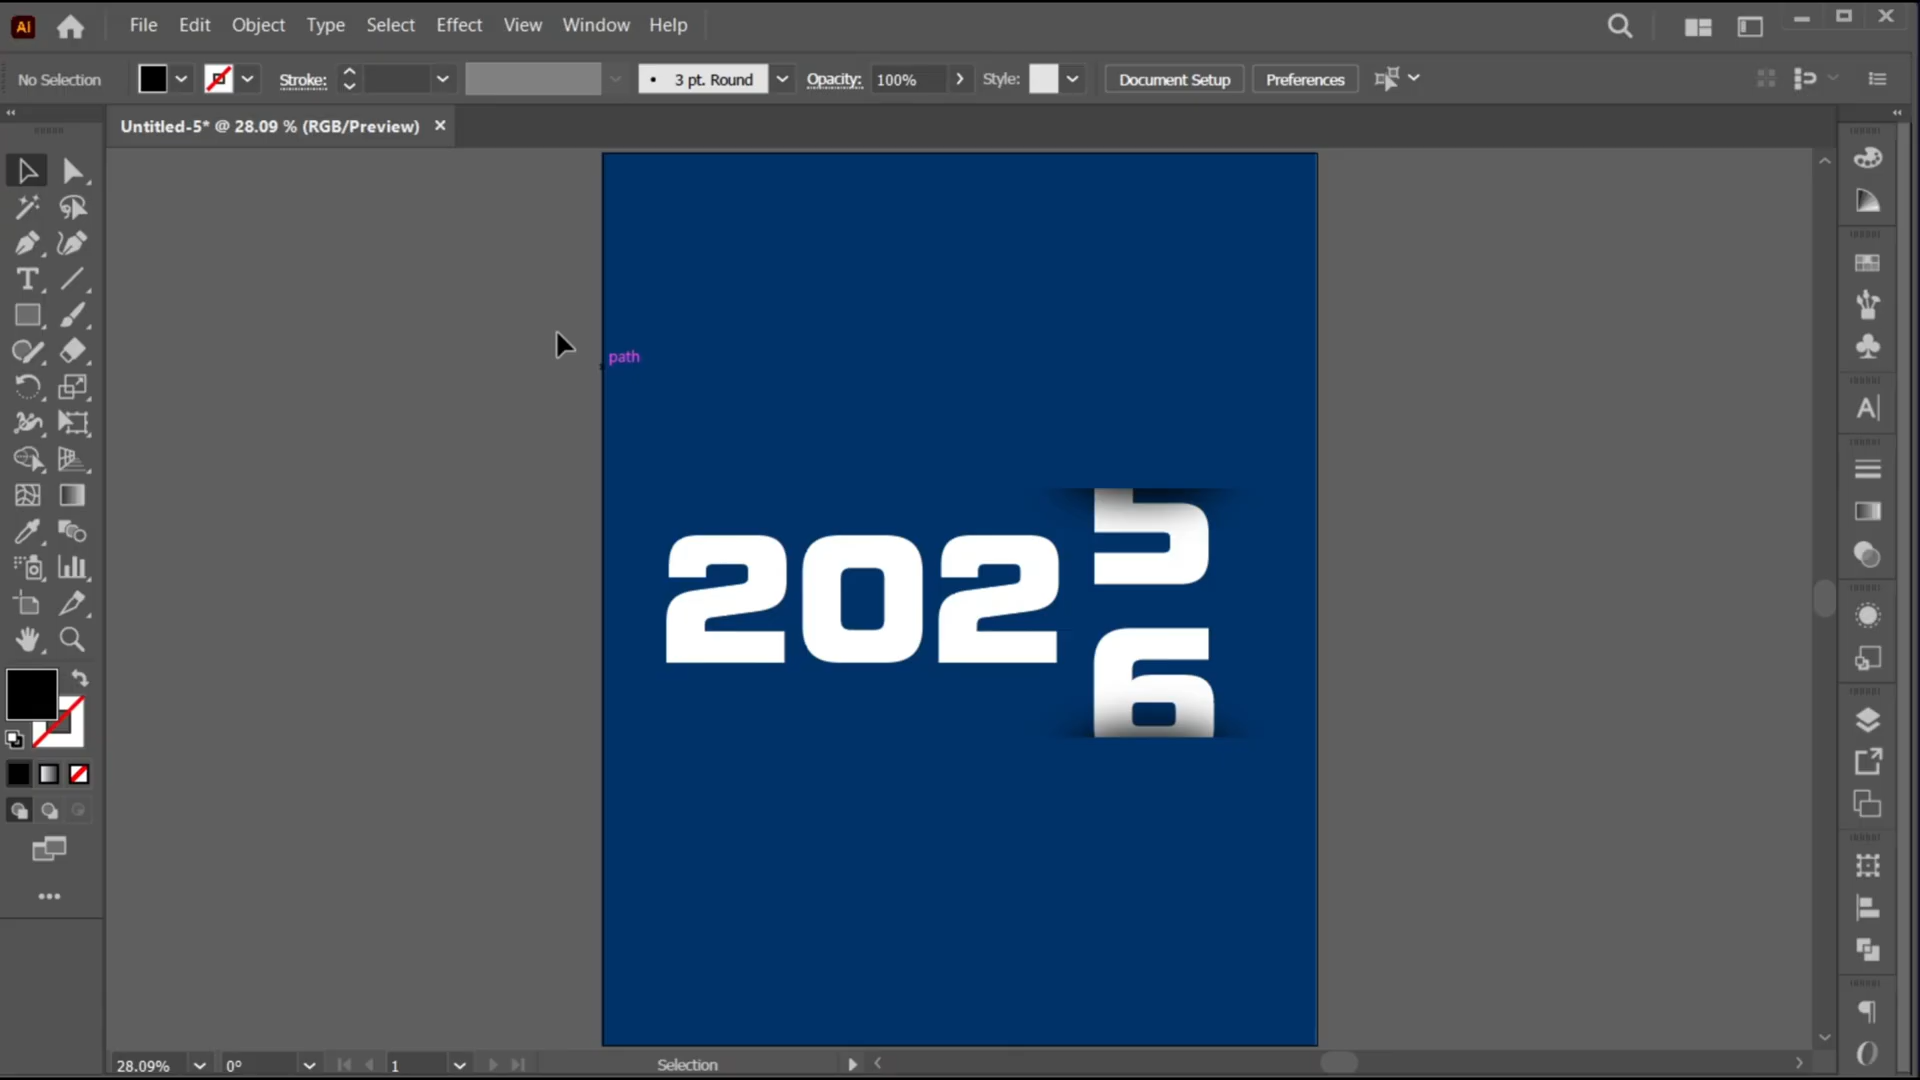 Ai File Edit Object Type Select Effect View Window Help
No Selection Stroke: 3 pt. Round Opacity: 100% Style: Document Setup Preferences
Untitled-5* @ 28.09 % (RGB/Preview)
path
2025
6
28.09% 0° 1 Selection